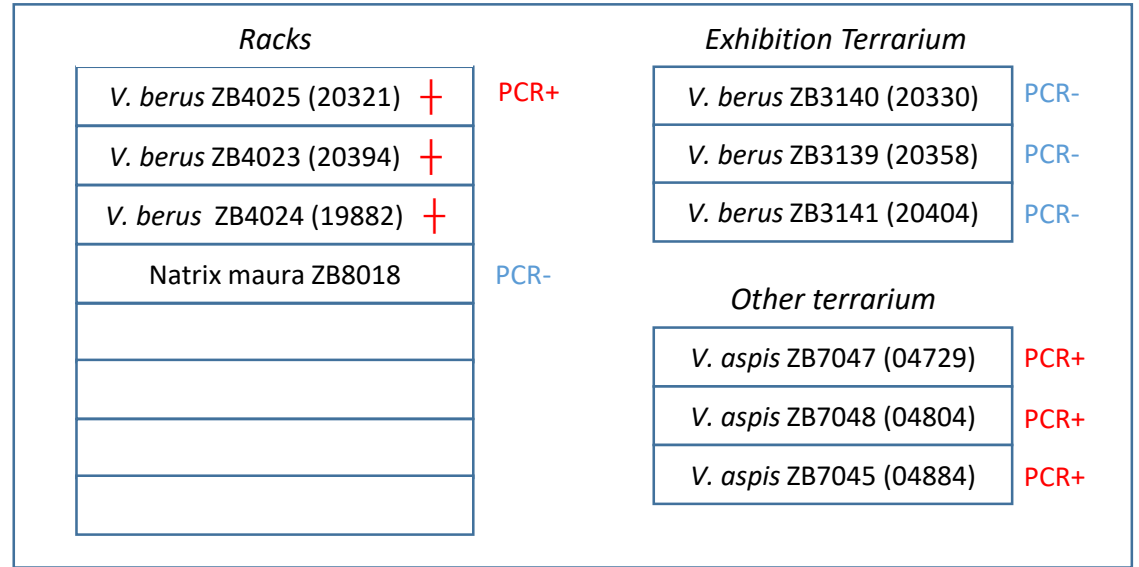 Racks
V. berus ZB4025 (20321) PCR+
V. berus ZB4023 (20394)
V. berus ZB4024 (19882)
Natrix maura ZB8018 PCR-
Exhibition Terrarium
V. berus ZB3140 (20330) PCR-
V. berus ZB3139 (20358) PCR-
V. berus ZB3141 (20404) PCR-
Other terrarium
V. aspis ZB7047 (04729) PCR+
V. aspis ZB7048 (04804) PCR+
V. aspis ZB7045 (04884) PCR+